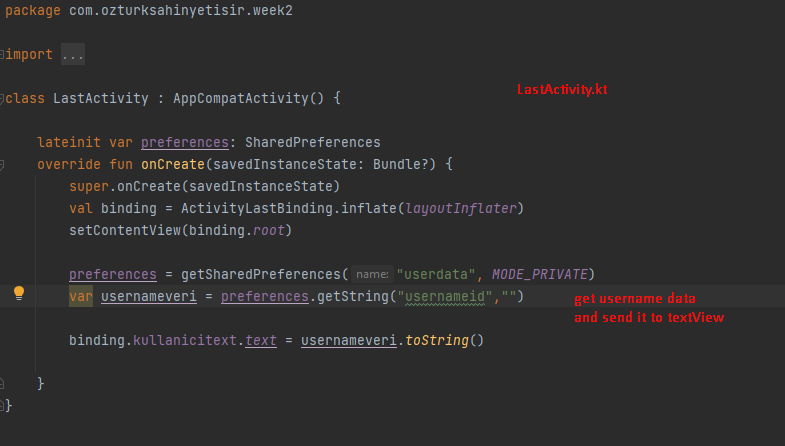 package com.ozturksahinyetisir.week2
import ...
class LastActivity : AppCompatActivity() {
LastActivity.kt
lateinit var preferences: SharedPreferences
override fun onCreate(savedInstanceState: Bundle?) {
super.onCreate(savedInstanceState)
val binding = ActivityLastBinding.inflate(layoutInflater)
setContentView(binding.root)
preferences = getSharedPreferences( name: "userdata", MODE_PRIVATE)
var usernameveri = preferences.getString("usernameid","")
get username data
and send it to textView
binding.kullanicitext.text = usernameveri.toString()
}
}